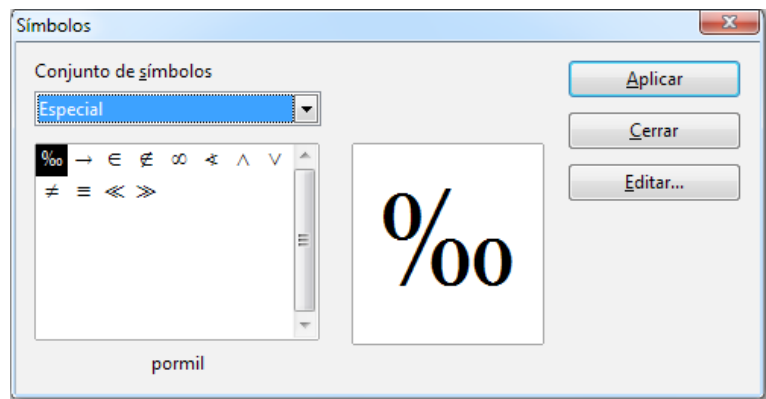 Símbolos
Conjunto de símbolos
Especial
‰ → ∈ ∉ ∞ ∢ ∧ ∨
≠ ≡ ≪ ≫
pormil
‰
Aplicar
Cerrar
Editar...